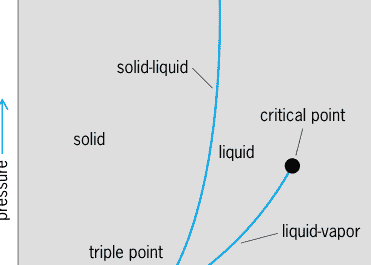 solid-liquid
critical point
solid
liquid
pressure
liquid-vapor
triple point